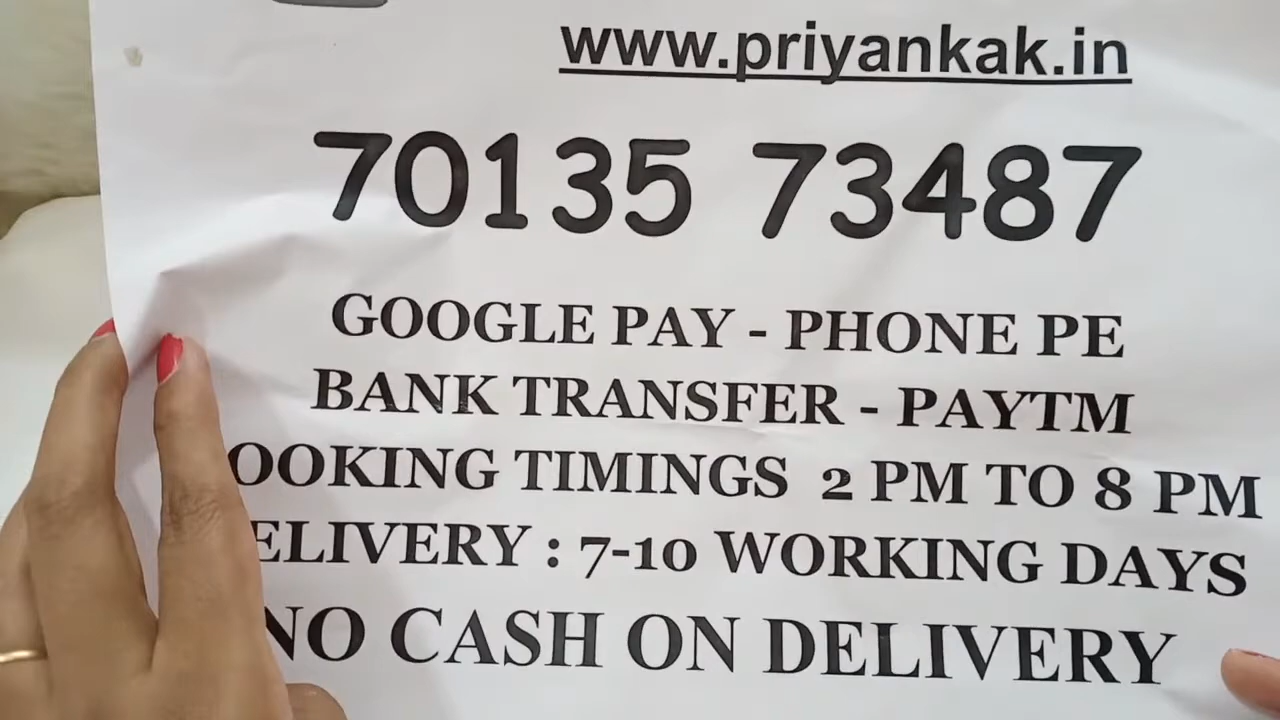 www.priyankak.in
70135 73487
GOOGLE PAY - PHONE PE
BANK TRANSFER - PAYTM
OOKING TIMINGS 2 PM TO 8 PM
ELIVERY : 7-10 WORKING DAYS
NO CASH ON DELIVERY